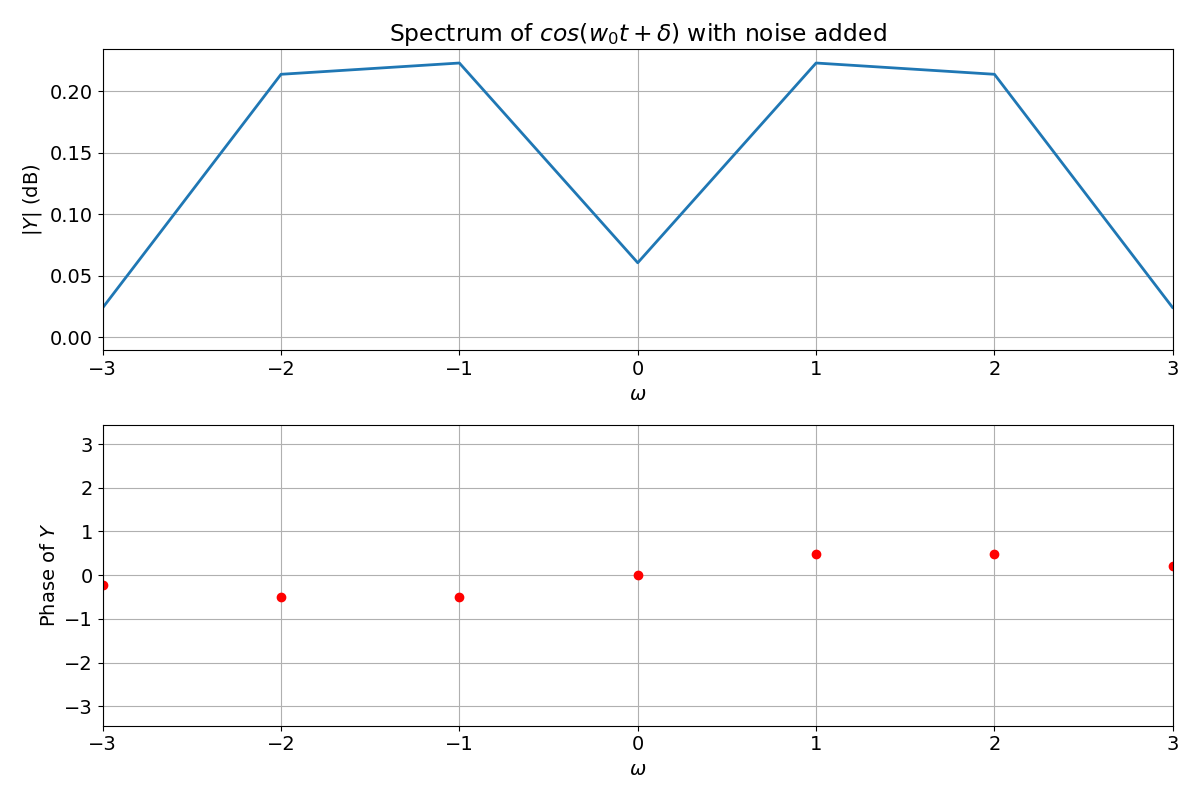 Spectrum of cos(w₀t + δ) with noise added
|Y| (dB)
0.20
0.15
0.10
0.05
0.00
−3 −2 −1 0 1 2 3
ω
Phase of Y
3
2
1
0
−1
−2
−3
−3 −2 −1 0 1 2 3
ω